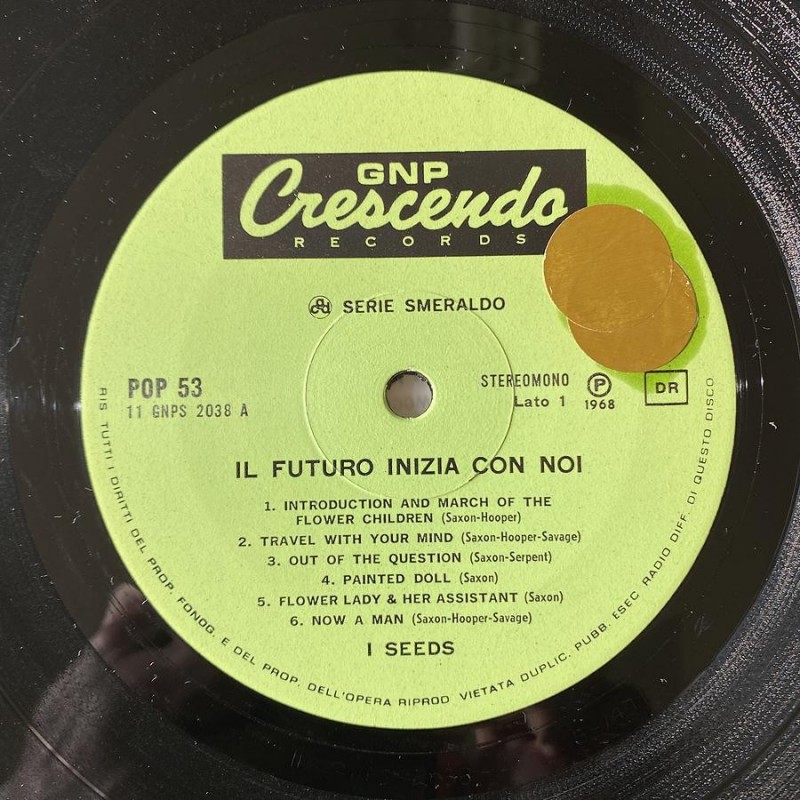 GNP
Crescendo
RECORDS
SERIE SMERALDO
POP 53
11 GNPS 2038 A
STEREOMONO
Lato 1
Ⓟ
1968
DR
IL FUTURO INIZIA CON NOI
1. INTRODUCTION AND MARCH OF THE
FLOWER CHILDREN (Saxon-Hooper)
2. TRAVEL WITH YOUR MIND (Saxon-Hooper-Savage)
3. OUT OF THE QUESTION (Saxon-Serpent)
4. PAINTED DOLL (Saxon)
5. FLOWER LADY & HER ASSISTANT (Saxon)
6. NOW A MAN (Saxon-Hooper-Savage)
I SEEDS
RIS. TUTTI I DIRITTI DEL PROP. FONOG. E DEL PROP. DELL'OPERA RIPROD VIETATA DUPLIC. PUBB. ESEC RADIO DIFF. DI QUESTO DISCO